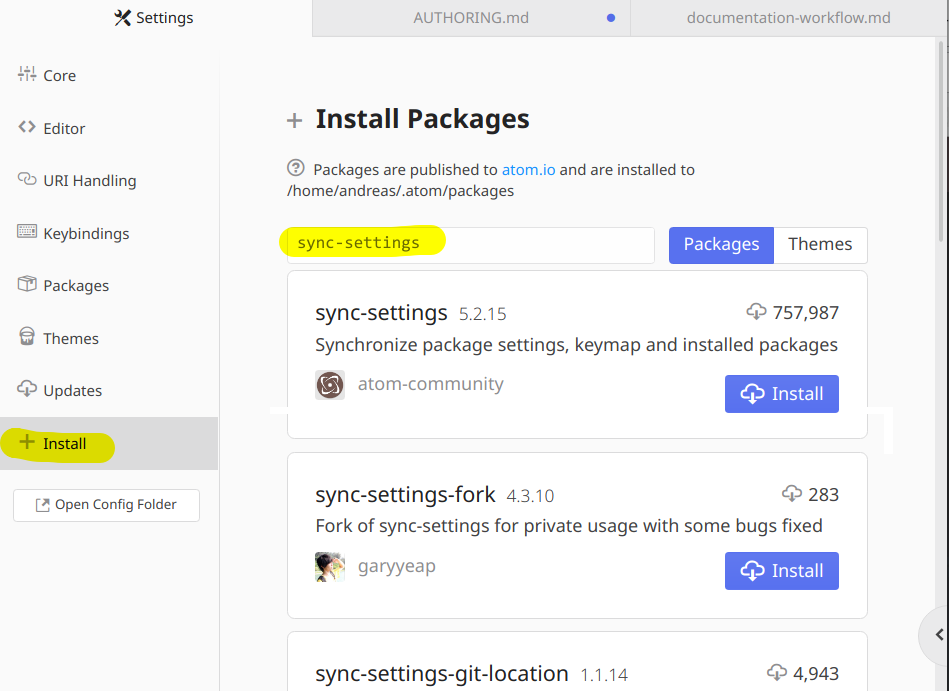 Settings
AUTHORING.md
documentation-workflow.md
Core
Editor
URI Handling
Keybindings
Packages
Themes
Updates
Install
Open Config Folder
Install Packages
Packages are published to atom.io and are installed to
/home/andreas/.atom/packages
sync-settings
Packages
Themes
sync-settings 5.2.15
757,987
Synchronize package settings, keymap and installed packages
atom-community
Install
sync-settings-fork 4.3.10
283
Fork of sync-settings for private usage with some bugs fixed
garyyeap
Install
sync-settings-git-location 1.1.14
4,943